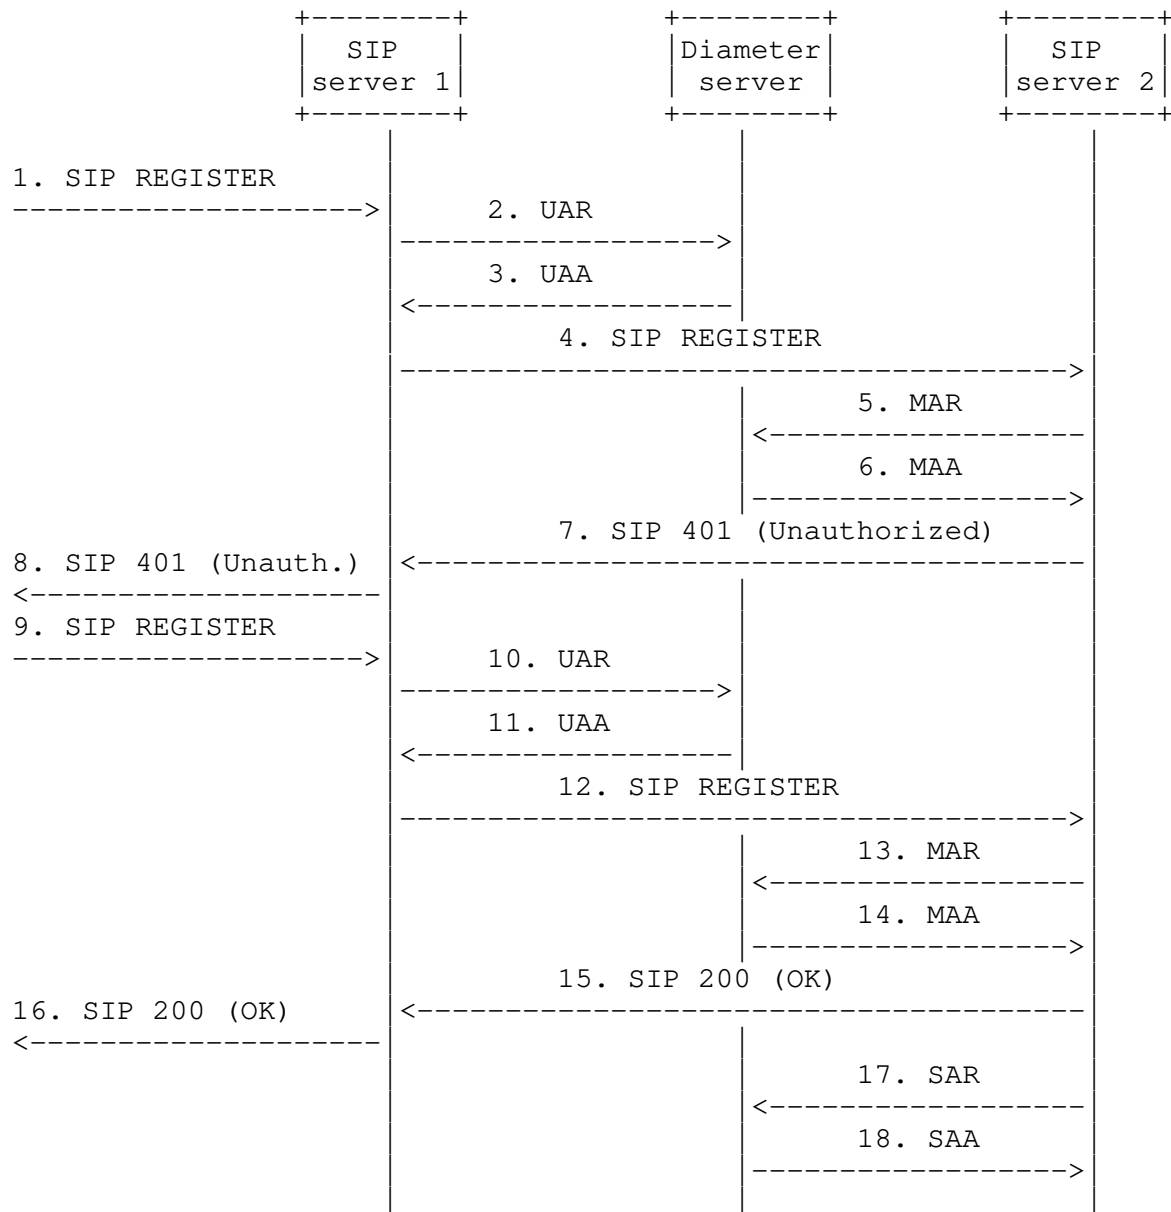 SIP Diameter SIP
server 1 server server 2
1. SIP REGISTER
2. UAR
3. UAA
4. SIP REGISTER
5. MAR
6. MAA
7. SIP 401 (Unauthorized)
8. SIP 401 (Unauth.)
9. SIP REGISTER
10. UAR
11. UAA
12. SIP REGISTER
13. MAR
14. MAA
15. SIP 200 (OK)
16. SIP 200 (OK)
17. SAR
18. SAA